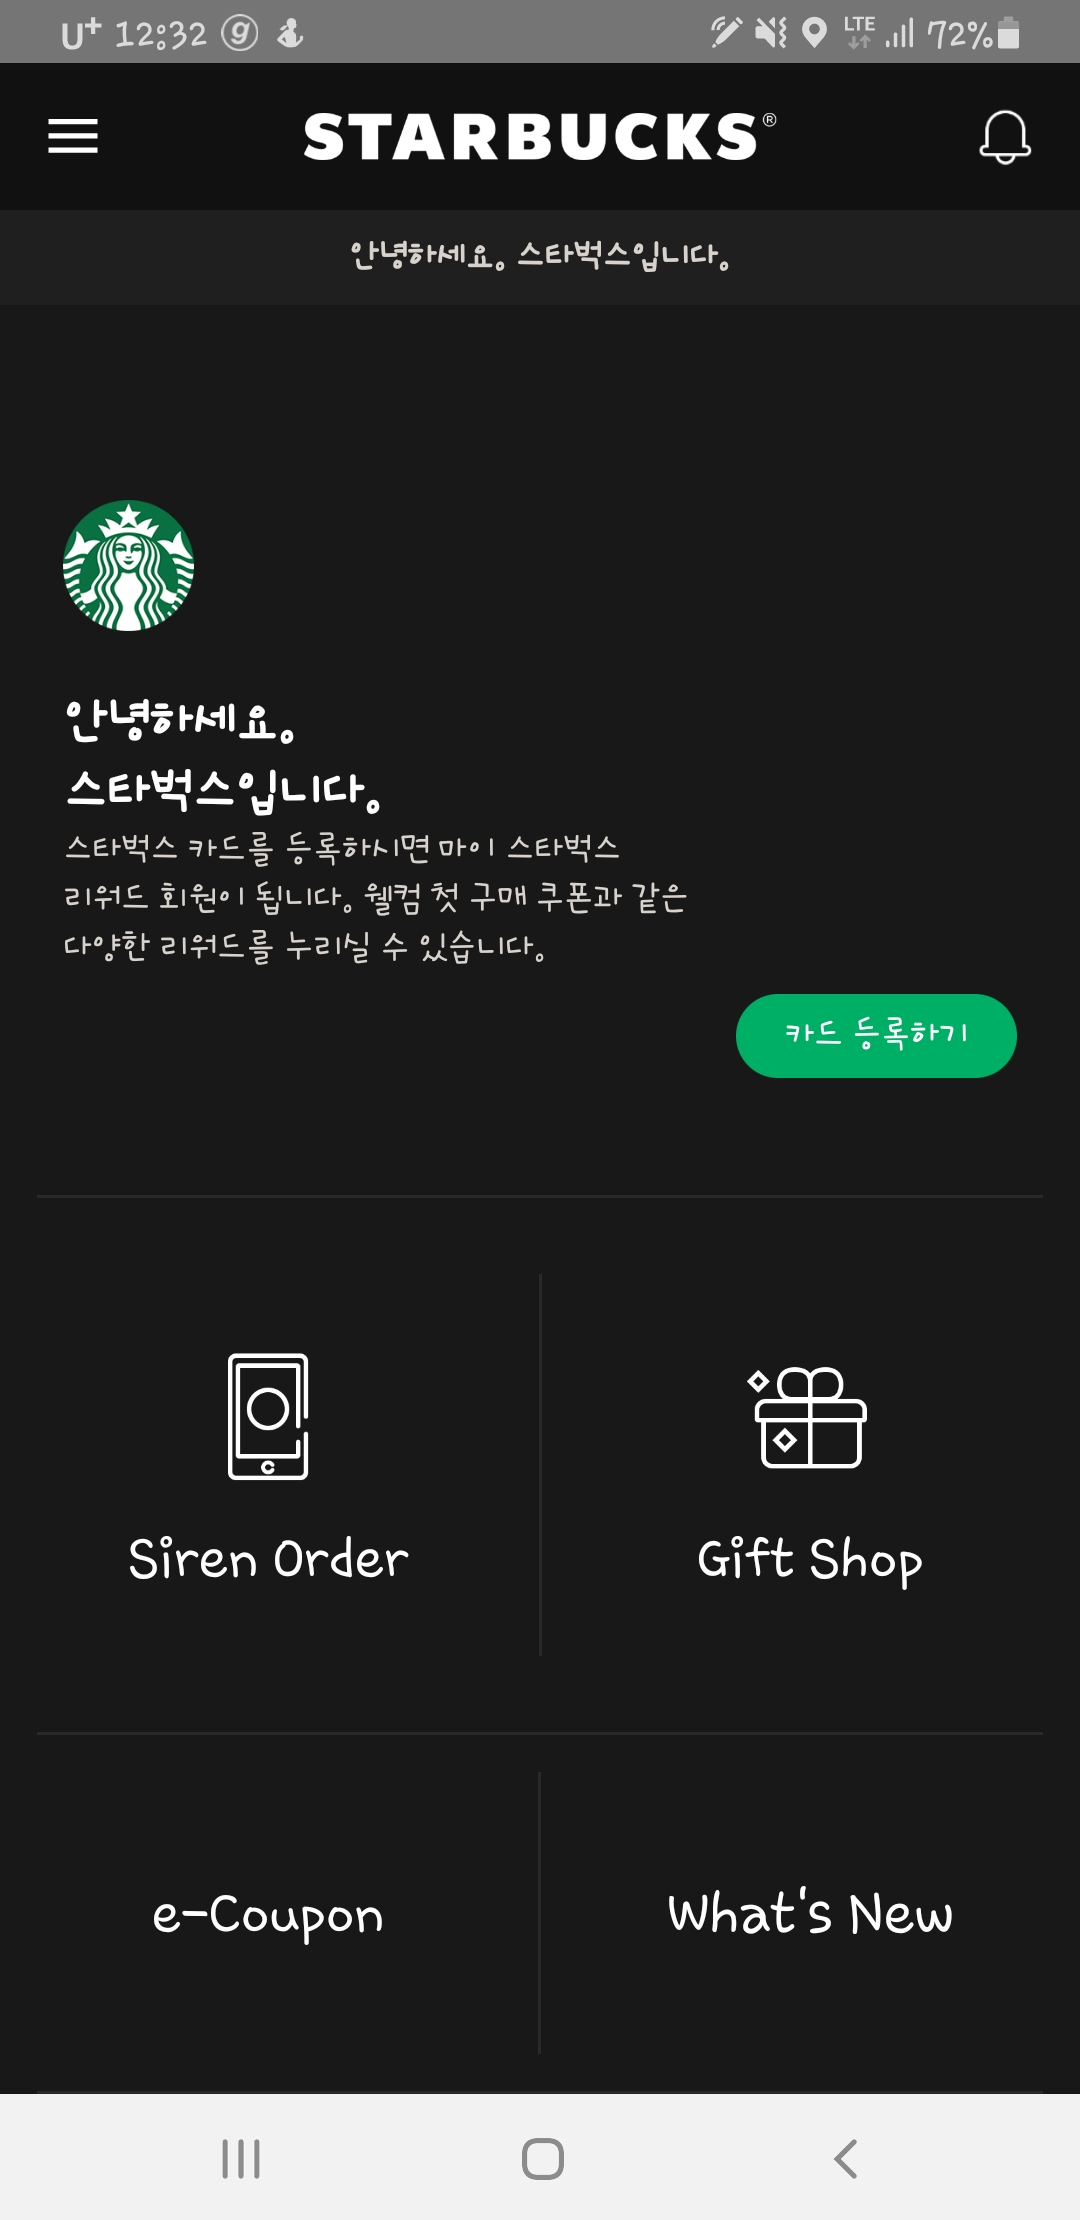 U+ 12:32 g LTE 72%
STARBUCKS®
안녕하세요. 스타벅스입니다.
안녕하세요.
스타벅스입니다.
스타벅스 카드를 등록하시면 마이 스타벅스
리워드 회원이 됩니다. 웰컴 첫 구매 쿠폰과 같은
다양한 리워드를 누리실 수 있습니다.
카드 등록하기
Siren Order
Gift Shop
e-Coupon
What's New